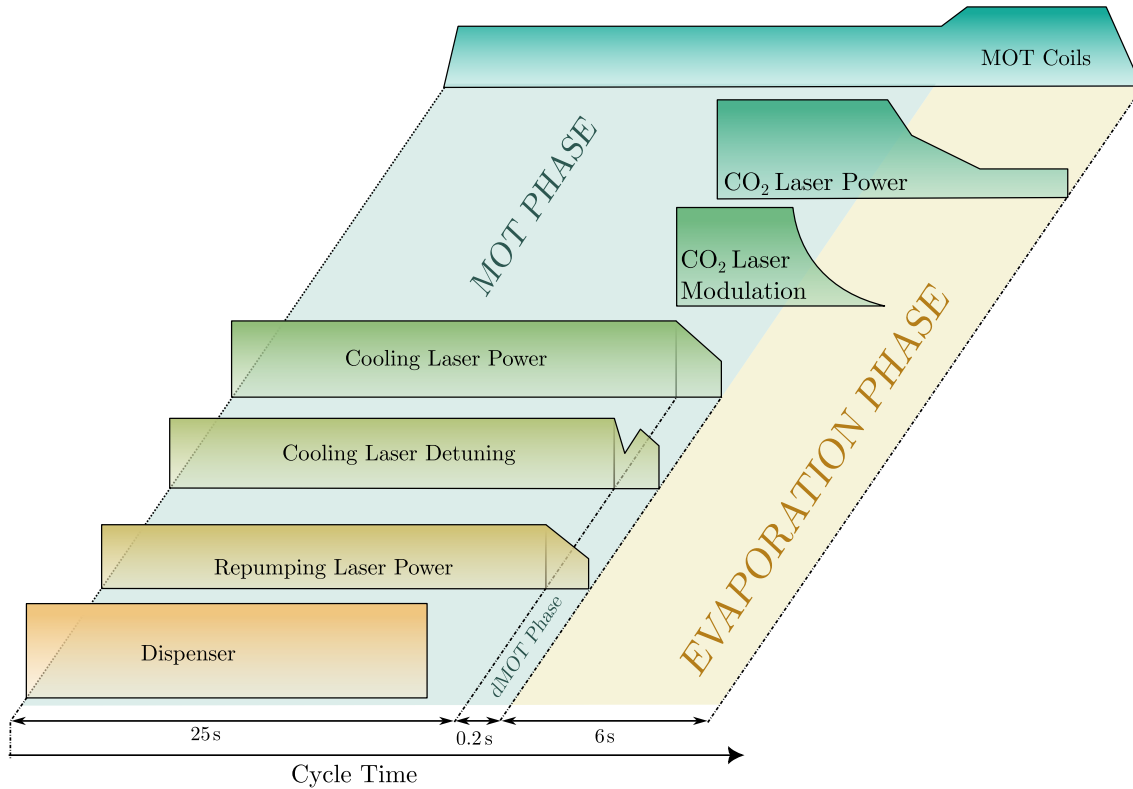 MOT Coils
MOT PHASE
CO₂ Laser Power
CO₂ Laser
Modulation
Cooling Laser Power
Cooling Laser Detuning
EVAPORATION PHASE
Repumping Laser Power
dMOT Phase
Dispenser
25 s
0.2 s
6 s
Cycle Time